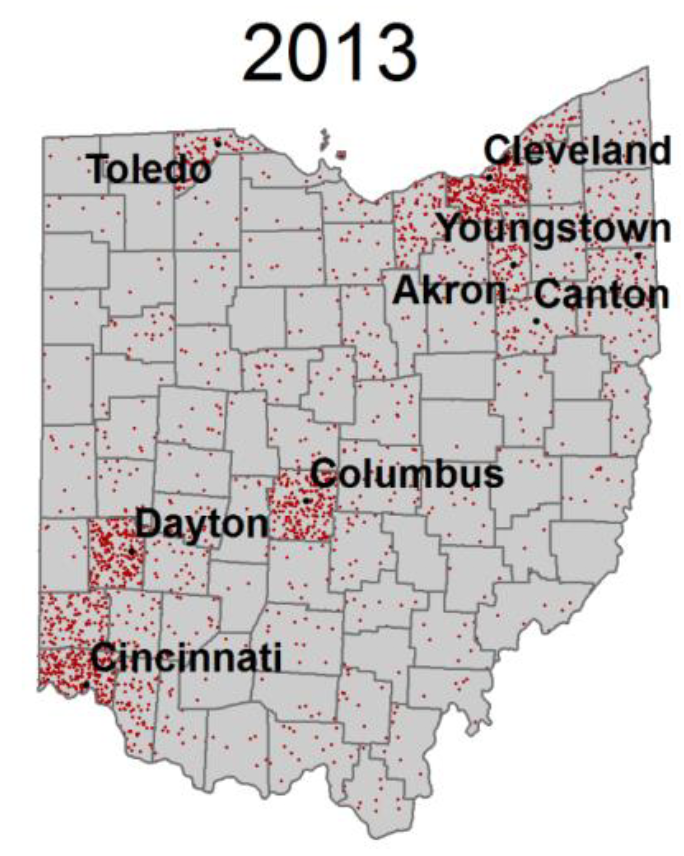 2013
Cleveland
Toledo
Youngstown
Akron
Canton
Columbus
Dayton
Cincinnati